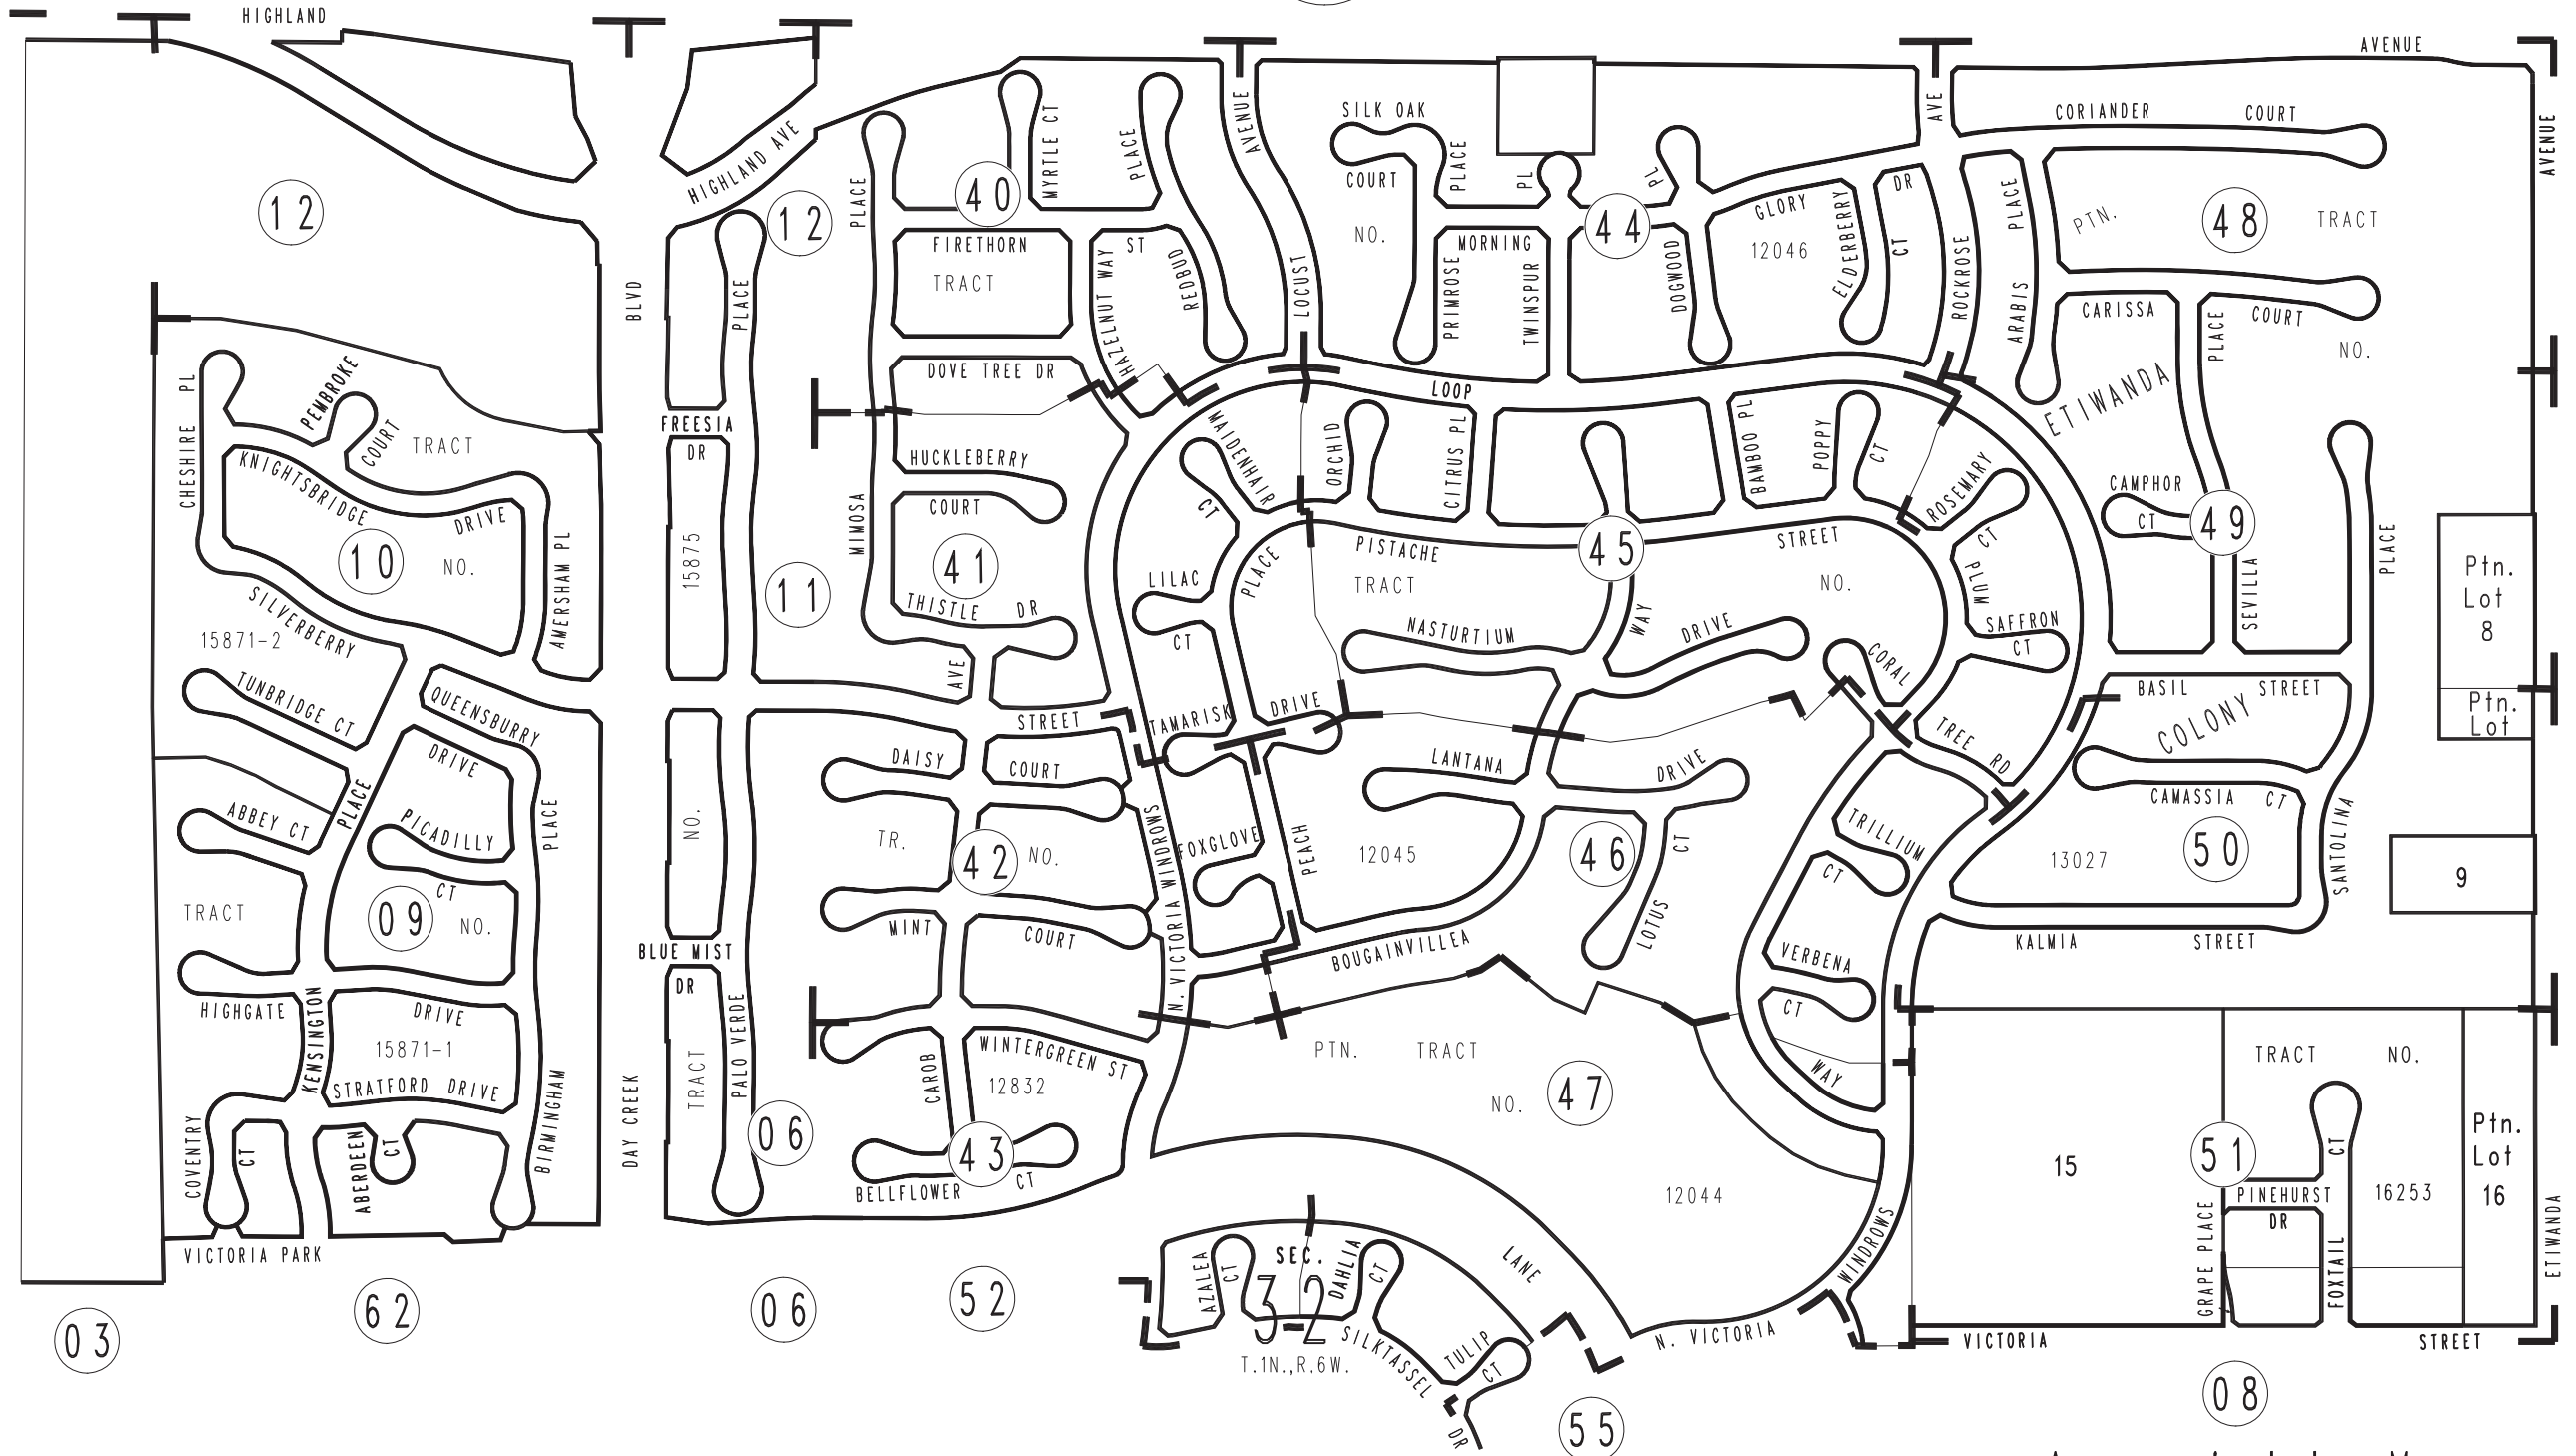 HIGHLAND
AVENUE
HIGHLAND AVE
12
12
BLVD
DAY CREEK
CHESHIRE PL
PEMBROKE
COURT
TRACT
KNIGHTSBRIDGE
DRIVE
10
NO.
AMERSHAM PL
SILVERBERRY
15871-2
TUNBRIDGE CT
QUEENSBURRY
DRIVE
PLACE
ABBEY CT
PICADILLY
CT
PLACE
TRACT
09
NO.
HIGHGATE
DRIVE
KENSINGTON
15871-1
STRATFORD DRIVE
COVENTRY
CT
ABERDEEN
CT
BIRMINGHAM
VICTORIA PARK
03
62
PLACE
FREESIA
DR
15875
11
NO.
BLUE MIST
DR
TRACT
PALO VERDE
06
06
52
PLACE
MIMOSA
AVE
40
MYRTLE CT
PLACE
FIRETHORN
ST
TRACT
HAZELNUT WAY
REDBUD
DOVE TREE DR
HUCKLEBERRY
COURT
41
THISTLE DR
STREET
DAISY
COURT
TR.
42
NO.
MINT
COURT
CAROB
WINTERGREEN ST
12832
43
BELLFLOWER
CT
AVENUE
LOCUST
SILK OAK
COURT
PLACE
PRIMROSE
NO.
PL
TWINSPUR
MORNING
GLORY
DR
44
PL
DOGWOOD
12046
ELDERBERRY
CT
AVE
ROCKROSE
LOOP
MAIDENHAIR
CT
ORCHID
CITRUS PL
BAMBOO PL
POPPY
CT
ROSEMARY
CT
PISTACHE
STREET
45
LILAC
CT
PLACE
TRACT
NO.
MULP
SAFFRON
CT
NASTURTIUM
DRIVE
WAY
CORAL
TREE RD
TAMARISK
DRIVE
LANTANA
DRIVE
N. VICTORIA WINDROWS
FOXGLOVE
PEACH
12045
46
LOTUS
CT
BOUGAINVILLEA
TRILLIUM
CT
VERBENA
CT
WAY
PTN. TRACT
NO.
47
12044
LANE
N. VICTORIA
WINDROWS
AZALEA
CT
SEC.
3-2
T.1N.,R.6W.
DAHLIA
CT
SILKTASSEL
DR
TULIP
CT
55
CORIANDER COURT
PLACE
ARABIS
PTN.
48
TRACT
CARISSA
COURT
PLACE
SEVILLA
NO.
ETIWANDA
CAMPHOR
CT
49
PLACE
SANTOLINA
BASIL STREET
COLONY
CAMASSIA CT
13027
50
KALMIA STREET
AVENUE
ETIWANDA
Ptn.
Lot
8
Ptn.
Lot
9
15
51
TRACT NO.
CT
FOXTAIL
PINEHURST
DR
16253
Ptn.
Lot
16
GRAPE PLACE
VICTORIA
STREET
08